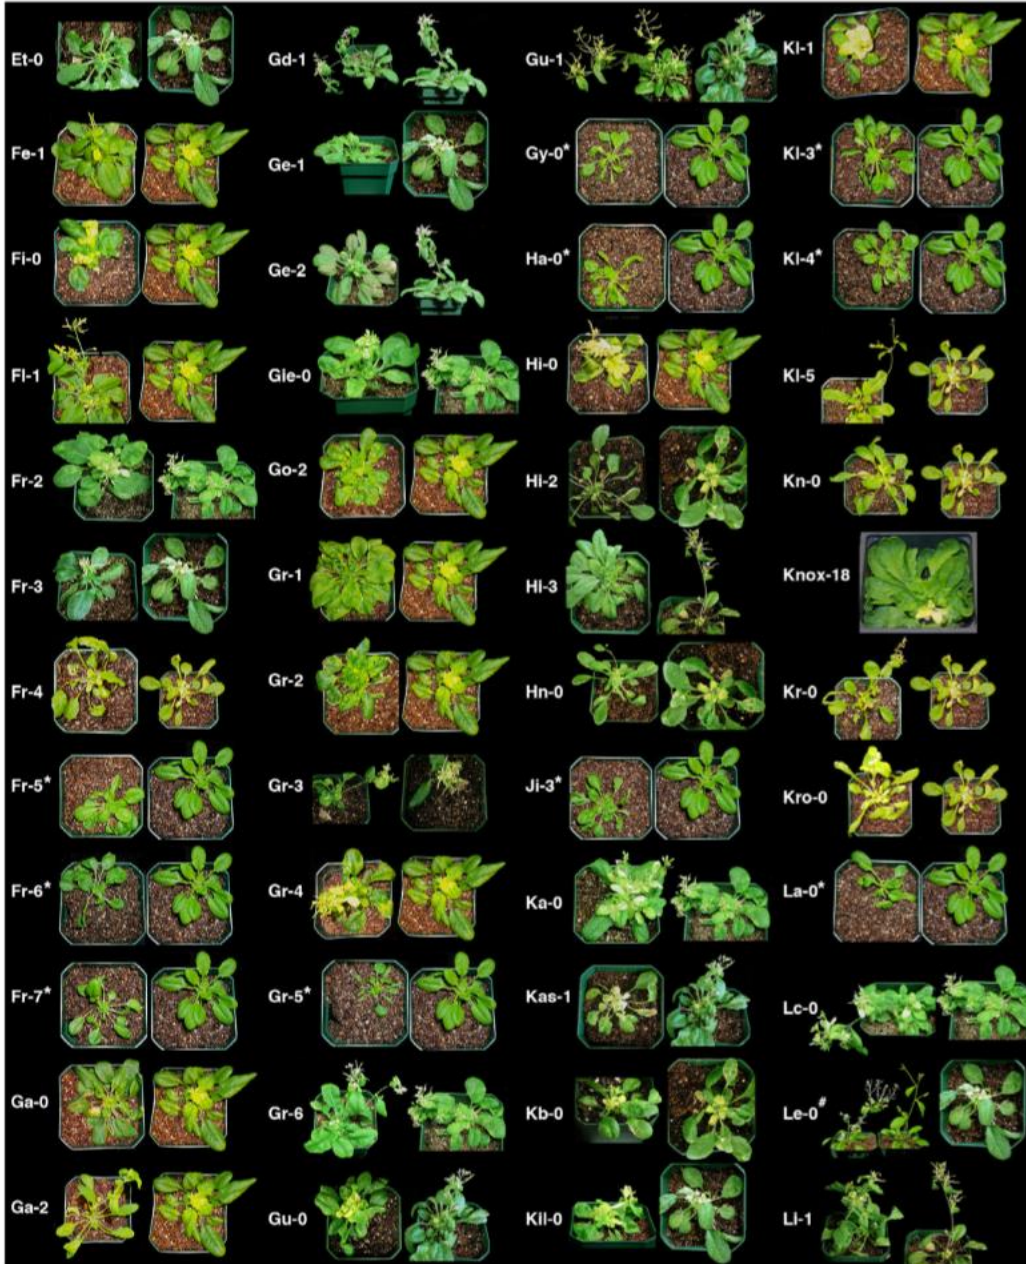 Et-0
Fe-1
Fi-0
Fl-1
Fr-2
Fr-3
Fr-4
Fr-5*
Fr-6*
Fr-7*
Ga-0
Ga-2
Gd-1
Ge-1
Ge-2
Gie-0
Go-2
Gr-1
Gr-2
Gr-3
Gr-4
Gr-5*
Gr-6
Gu-0
Gu-1
Gy-0*
Ha-0*
Hi-0
Hi-2
Hl-3
Hn-0
Ji-3*
Ka-0
Kas-1
Kb-0
Kil-0
Kl-1
Kl-3*
Kl-4*
Kl-5
Kn-0
Knox-18
Kr-0
Kro-0
La-0*
Lc-0
Le-0#
Li-1